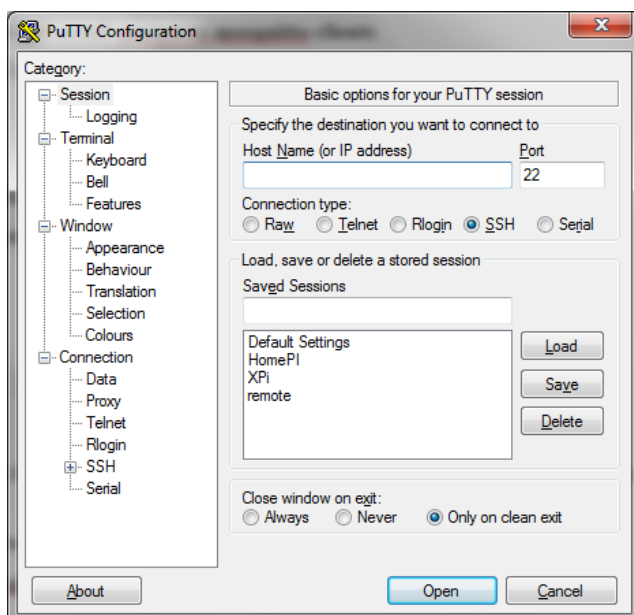 PuTTY Configuration
Category:
Session
Logging
Terminal
Keyboard
Bell
Features
Window
Appearance
Behaviour
Translation
Selection
Colours
Connection
Data
Proxy
Telnet
Rlogin
SSH
Serial
Basic options for your PuTTY session
Specify the destination you want to connect to
Host Name (or IP address) Port
22
Connection type:
Raw Telnet Rlogin SSH Serial
Load, save or delete a stored session
Saved Sessions
Default Settings
HomePI
XPi
remote
Load
Save
Delete
Close window on exit:
Always Never Only on clean exit
About Open Cancel